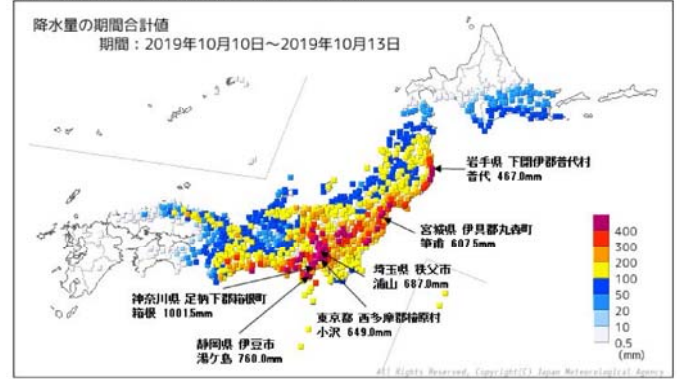 降水量の期間合計値
期間：2019年10月10日～2019年10月13日
岩手県 下閉伊郡普代村
普代 467.0mm
宮城県 伊具郡丸森町
筆甫 607.5mm
埼玉県 秩父市
浦山 687.0mm
東京都 西多摩郡檜原村
小沢 649.0mm
神奈川県 足柄下郡箱根町
箱根 1001.5mm
静岡県 伊豆市
湯ケ島 760.0mm
400
300
200
100
50
20
10
0.5
(mm)
All Rights Reserved, Copyright(C) Japan Meteorological Agency